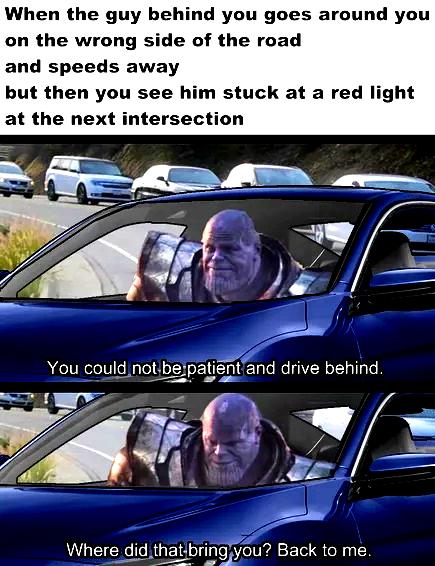 When the guy behind you goes around you
on the wrong side of the road
and speeds away
but then you see him stuck at a red light
at the next intersection
You could not be patient and drive behind.
Where did that bring you? Back to me.